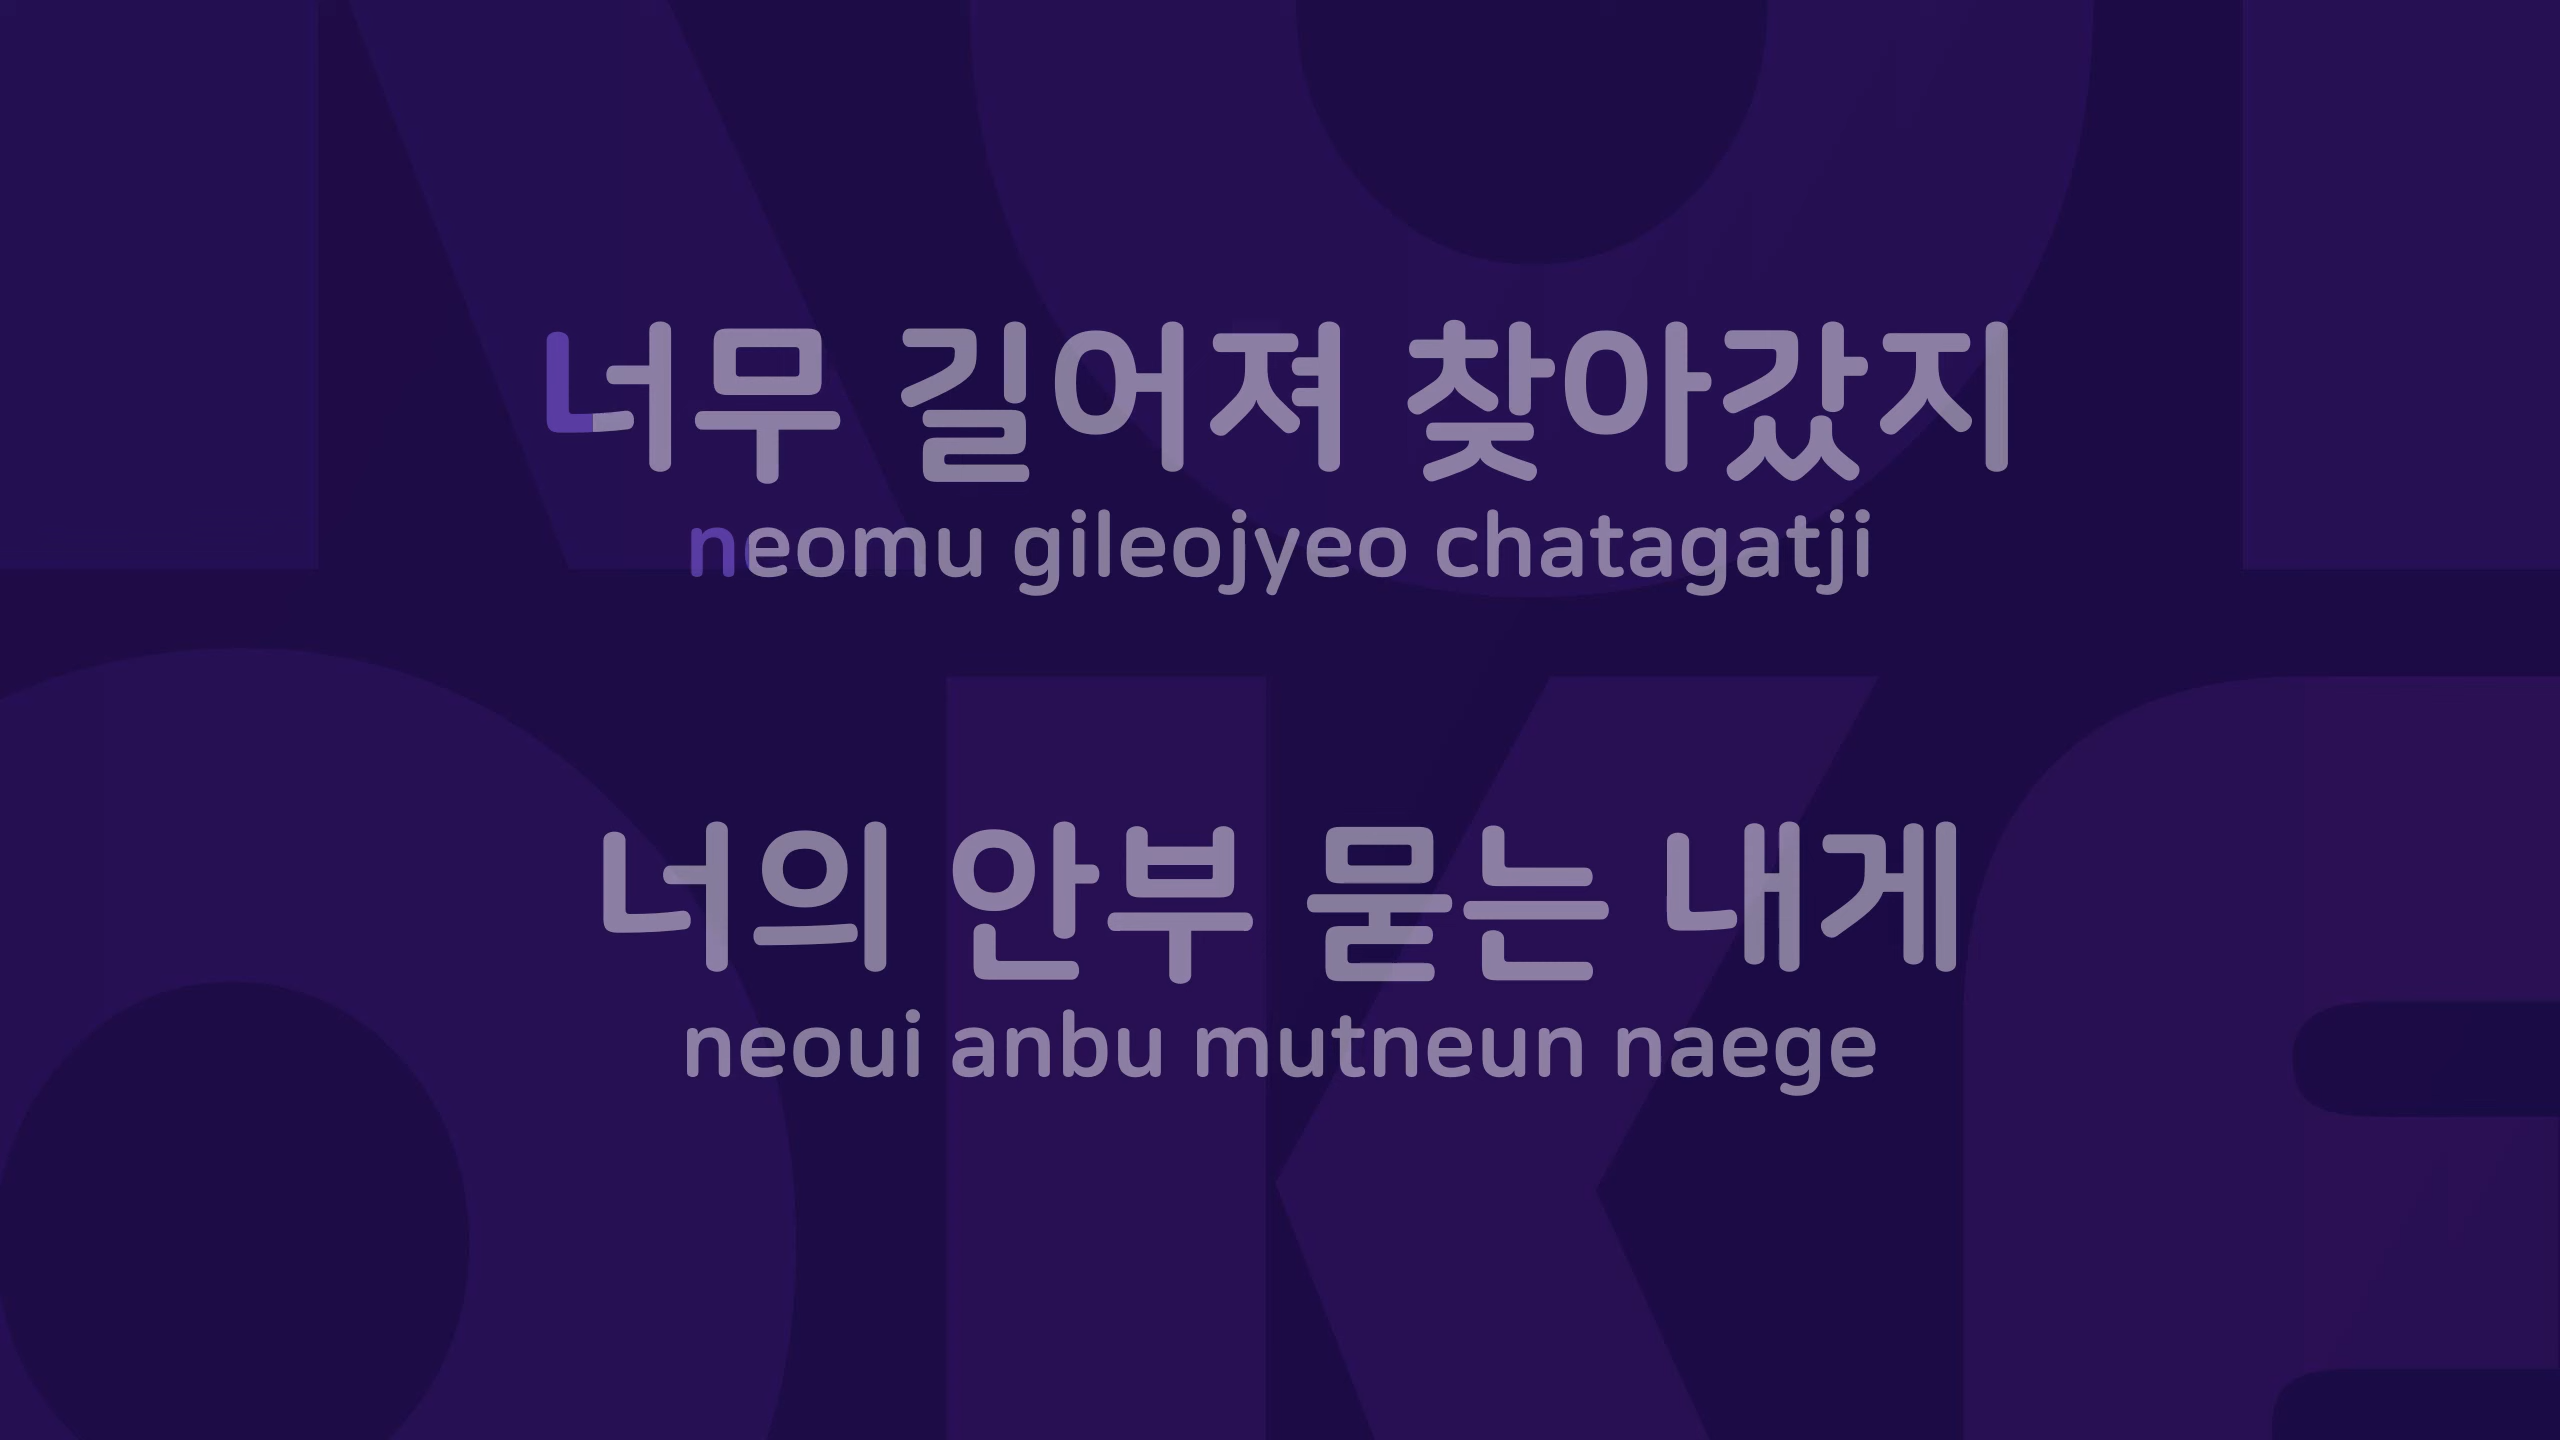 너무 길어져 찾아갔지
neomu gileojyeo chatagatji
너의 안부 묻는 내게
neoui anbu mutneun naege